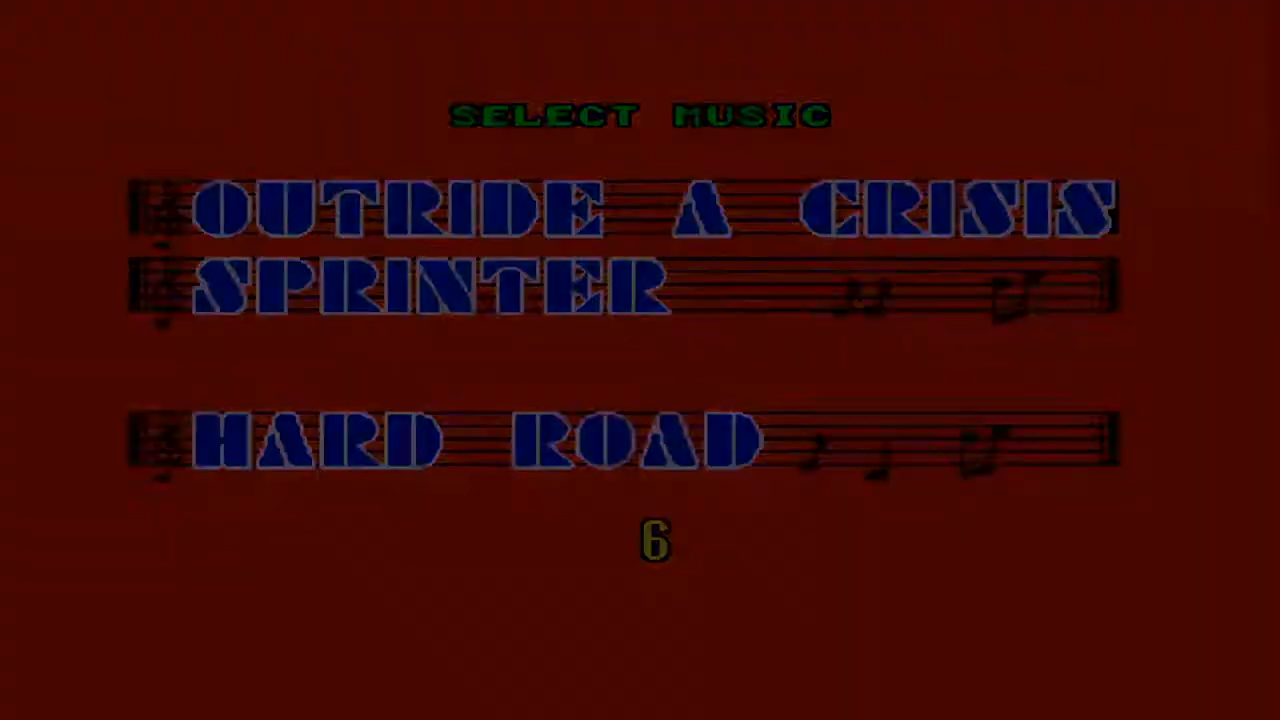 SELECT MUSIC
OUTRIDE A CRISIS
SPRINTER
HARD ROAD
6